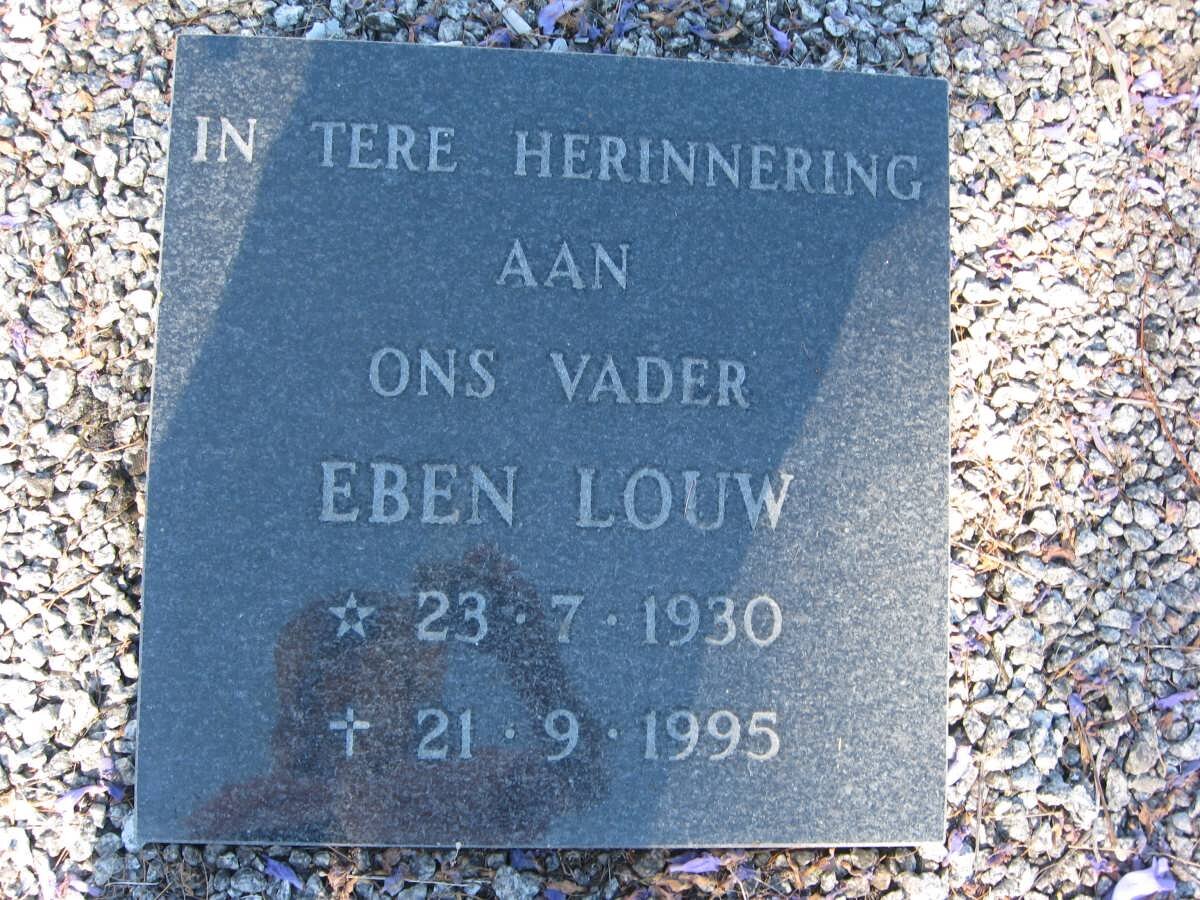 IN TERE HERINNERING
AAN
ONS VADER
EBEN LOUW
☆ 23·7·1930
✝ 21·9·1995